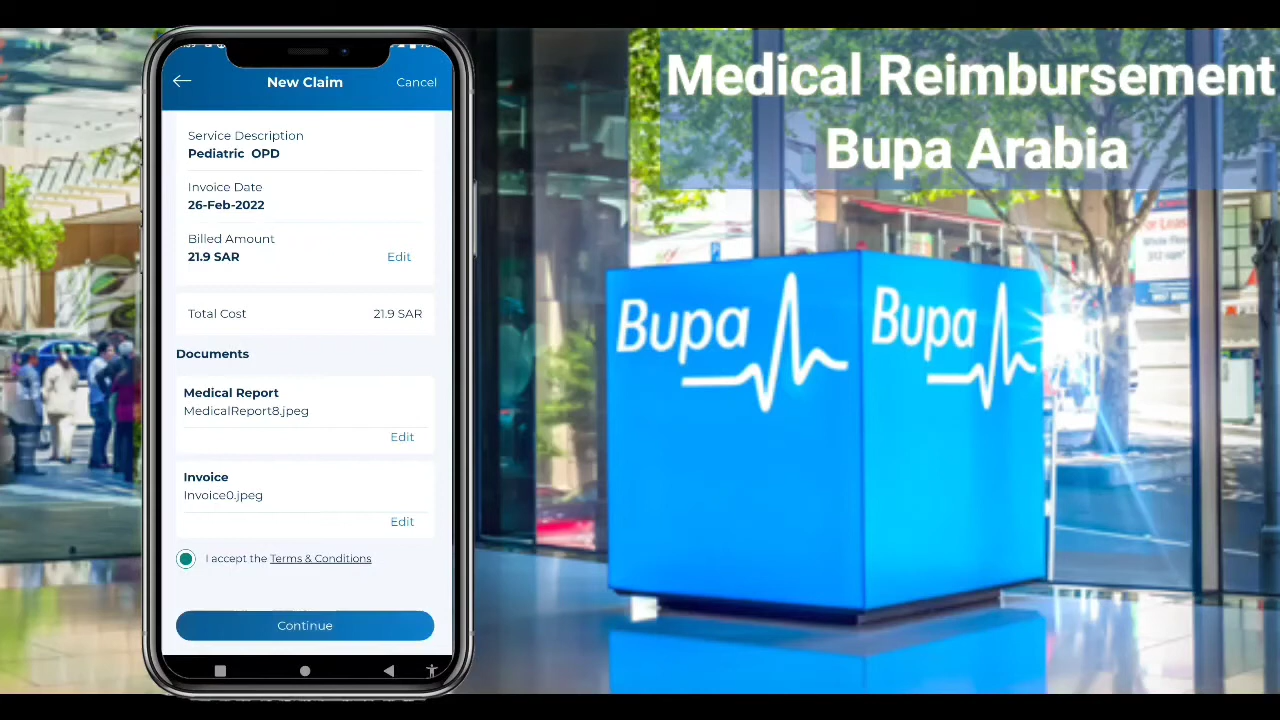 New Claim
Cancel
Service Description
Pediatric OPD
Invoice Date
26-Feb-2022
Billed Amount
21.9 SAR
Edit
Total Cost
21.9 SAR
Documents
Medical Report
MedicalReport8.jpeg
Edit
Invoice
Invoice0.jpeg
Edit
I accept the Terms & Conditions
Continue
Medical Reimbursement
Bupa Arabia
Bupa
Bupa